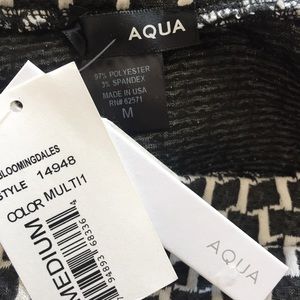 AQUA
97% POLYESTER
3% SPANDEX
MADE IN USA
RN# 62571
M
BLOOMINGDALES
STYLE 14948
COLOR MULTI1
MEDIUM
AQUA